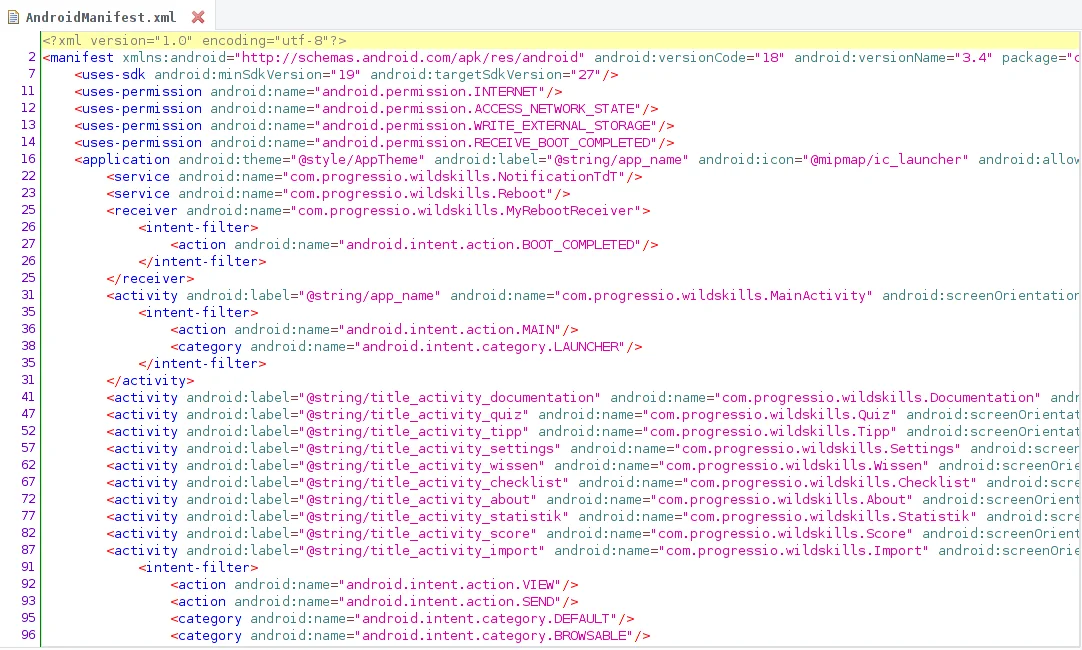 AndroidManifest.xml
<?xml version="1.0" encoding="utf-8"?>
2 <manifest xmlns:android="http://schemas.android.com/apk/res/android" android:versionCode="18" android:versionName="3.4" package="c
7 <uses-sdk android:minSdkVersion="19" android:targetSdkVersion="27"/>
11 <uses-permission android:name="android.permission.INTERNET"/>
12 <uses-permission android:name="android.permission.ACCESS_NETWORK_STATE"/>
13 <uses-permission android:name="android.permission.WRITE_EXTERNAL_STORAGE"/>
14 <uses-permission android:name="android.permission.RECEIVE_BOOT_COMPLETED"/>
16 <application android:theme="@style/AppTheme" android:label="@string/app_name" android:icon="@mipmap/ic_launcher" android:allow
22 <service android:name="com.progressio.wildskills.NotificationTdT"/>
23 <service android:name="com.progressio.wildskills.Reboot"/>
25 <receiver android:name="com.progressio.wildskills.MyRebootReceiver">
26 <intent-filter>
27 <action android:name="android.intent.action.BOOT_COMPLETED"/>
26 </intent-filter>
25 </receiver>
31 <activity android:label="@string/app_name" android:name="com.progressio.wildskills.MainActivity" android:screenOrientation
35 <intent-filter>
36 <action android:name="android.intent.action.MAIN"/>
38 <category android:name="android.intent.category.LAUNCHER"/>
35 </intent-filter>
31 </activity>
41 <activity android:label="@string/title_activity_documentation" android:name="com.progressio.wildskills.Documentation" andr
47 <activity android:label="@string/title_activity_quiz" android:name="com.progressio.wildskills.Quiz" android:screenOrientat
52 <activity android:label="@string/title_activity_tipp" android:name="com.progressio.wildskills.Tipp" android:screenOrientat
57 <activity android:label="@string/title_activity_settings" android:name="com.progressio.wildskills.Settings" android:screen
62 <activity android:label="@string/title_activity_wissen" android:name="com.progressio.wildskills.Wissen" android:screenOrie
67 <activity android:label="@string/title_activity_checklist" android:name="com.progressio.wildskills.Checklist" android:scre
72 <activity android:label="@string/title_activity_about" android:name="com.progressio.wildskills.About" android:screenOrient
77 <activity android:label="@string/title_activity_statistik" android:name="com.progressio.wildskills.Statistik" android:scre
82 <activity android:label="@string/title_activity_score" android:name="com.progressio.wildskills.Score" android:screenOrient
87 <activity android:label="@string/title_activity_import" android:name="com.progressio.wildskills.Import" android:screenOrie
91 <intent-filter>
92 <action android:name="android.intent.action.VIEW"/>
93 <action android:name="android.intent.action.SEND"/>
95 <category android:name="android.intent.category.DEFAULT"/>
96 <category android:name="android.intent.category.BROWSABLE"/>